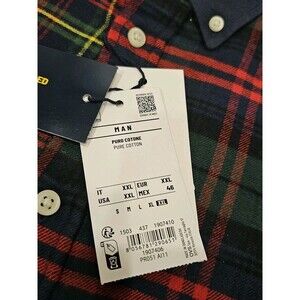 ED
MAN
PURO COTONE
PURE COTTON
IT XXL EUR XXL
USA XXL MEX 46
S M L XL XXL
1503 437 1907410
8056781290651
1907406
PR051 AI11